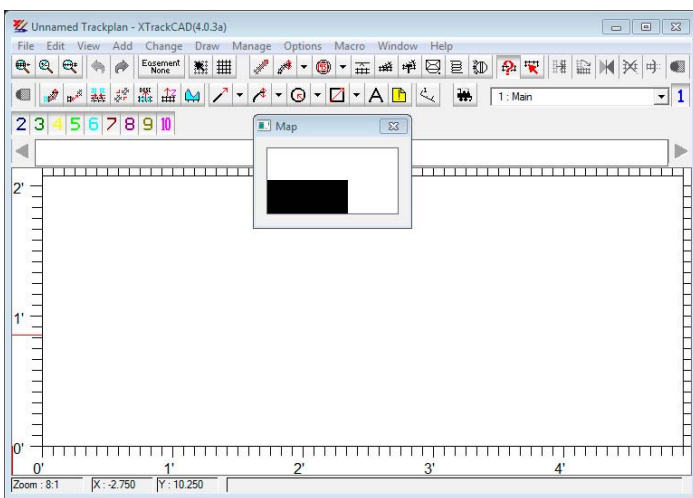 Unnamed Trackplan - XTrackCAD(4.0.3a)
File Edit View Add Change Draw Manage Options Macro Window Help
Easement
None
A 1 : Main 1
2 3 4 5 6 7 8 9 10
Map
2'
1'
0'
0' 1' 2' 3' 4'
Zoom : 8:1 X : -2.750 Y : 10.250